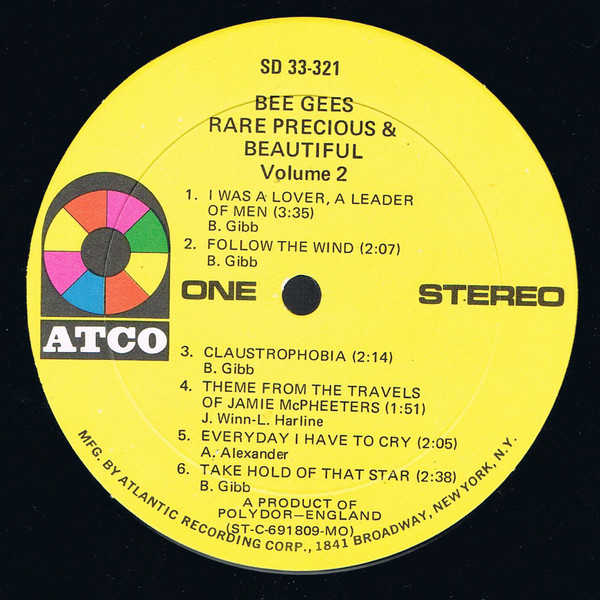 SD 33-321
BEE GEES
RARE PRECIOUS &
BEAUTIFUL
Volume 2
1. I WAS A LOVER, A LEADER
OF MEN (3:35)
B. Gibb
2. FOLLOW THE WIND (2:07)
B. Gibb
ONE
STEREO
ATCO
3. CLAUSTROPHOBIA (2:14)
B. Gibb
4. THEME FROM THE TRAVELS
OF JAMIE McPHEETERS (1:51)
J. Winn-L. Harline
5. EVERYDAY I HAVE TO CRY (2:05)
A. Alexander
6. TAKE HOLD OF THAT STAR (2:38)
B. Gibb
A PRODUCT OF
POLYDOR—ENGLAND
(ST-C-691809-MO)
MFG. BY ATLANTIC RECORDING CORP., 1841 BROADWAY, NEW YORK, N.Y.